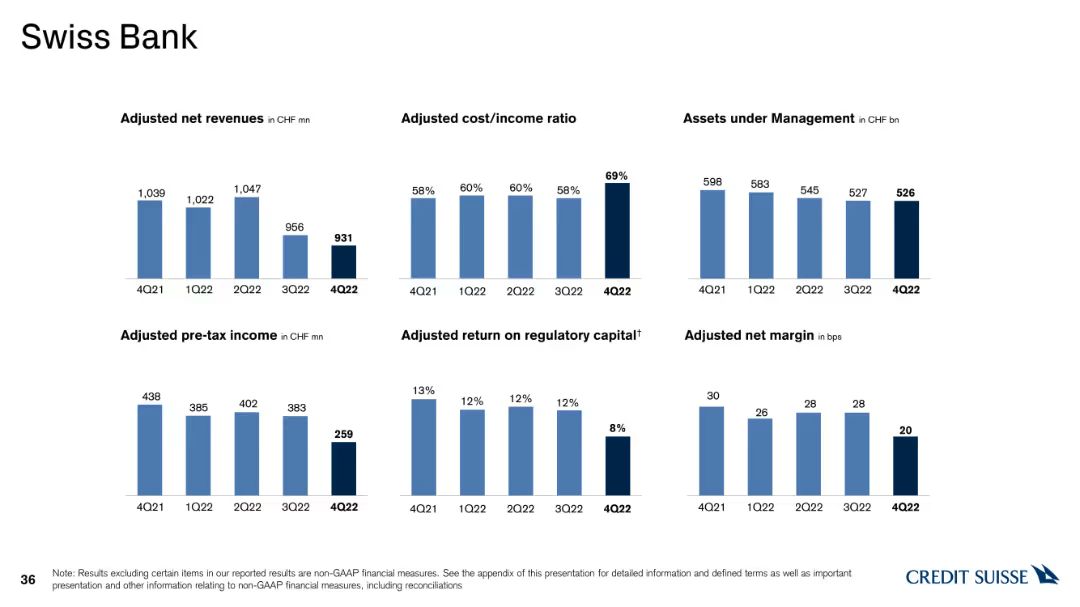 Swiss Bank
Adjusted net revenues in CHF mn
1,039
1,022
1,047
956
931
4Q21
1Q22
2Q22
3Q22
4Q22
Adjusted cost/income ratio
58%
60%
60%
58%
69%
4Q21
1Q22
2Q22
3Q22
4Q22
Assets under Management in CHF bn
598
583
545
527
526
4Q21
1Q22
2Q22
3Q22
4Q22
Adjusted pre-tax income in CHF mn
438
385
402
383
259
4Q21
1Q22
2Q22
3Q22
4Q22
Adjusted return on regulatory capital†
13%
12%
12%
12%
8%
4Q21
1Q22
2Q22
3Q22
4Q22
Adjusted net margin in bps
30
26
28
28
20
4Q21
1Q22
2Q22
3Q22
4Q22
36
Note: Results excluding certain items in our reported results are non-GAAP financial measures. See the appendix of this presentation for detailed information and defined terms as well as important
presentation and other information relating to non-GAAP financial measures, including reconciliations
CREDIT SUISSE